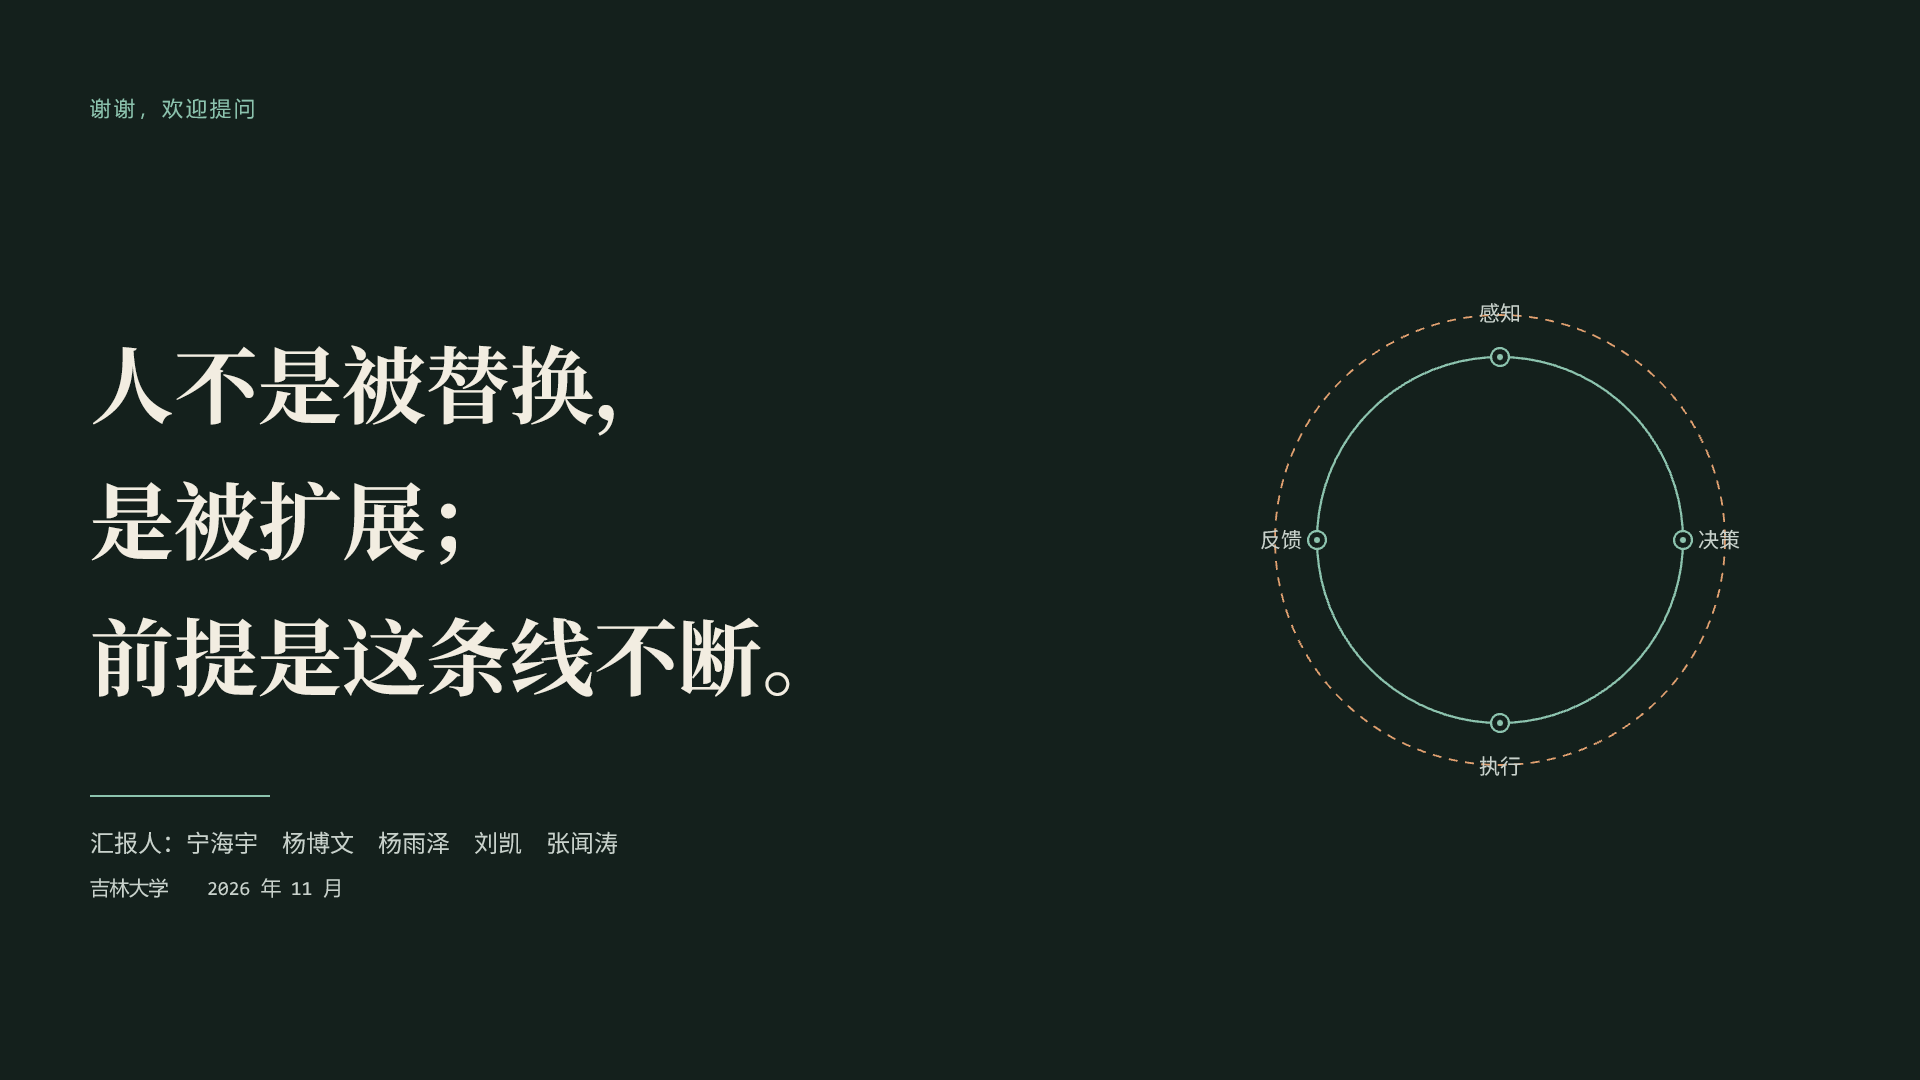 谢谢，欢迎提问
人不是被替换，
是被扩展；
前提是这条线不断。
汇报人：宁海宇　杨博文　杨雨泽　刘凯　张闻涛
吉林大学　2026 年 11 月
感知
反馈
决策
执行